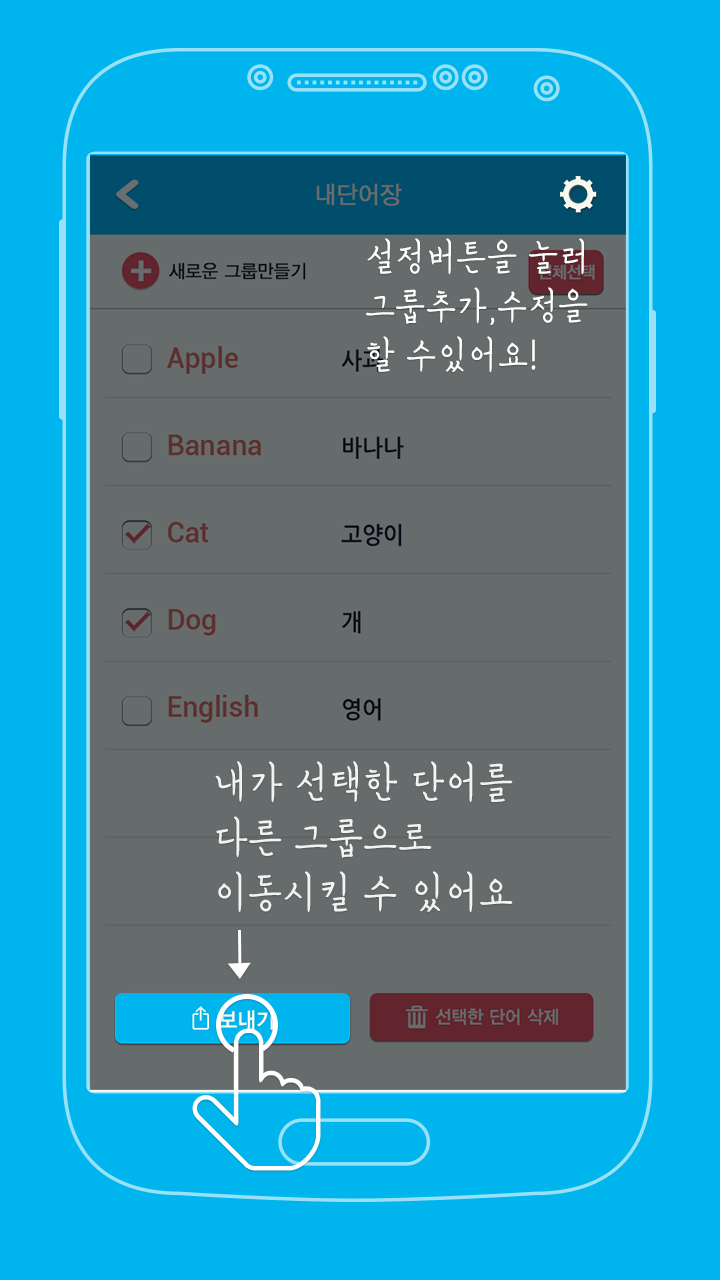 내단어장
새로운 그룹만들기
전체선택
설정버튼을 눌러
그룹추가,수정을
할 수있어요!
Apple 사과
Banana 바나나
Cat 고양이
Dog 개
English 영어
내가 선택한 단어를
다른 그룹으로
이동시킬 수 있어요
보내기
선택한 단어 삭제